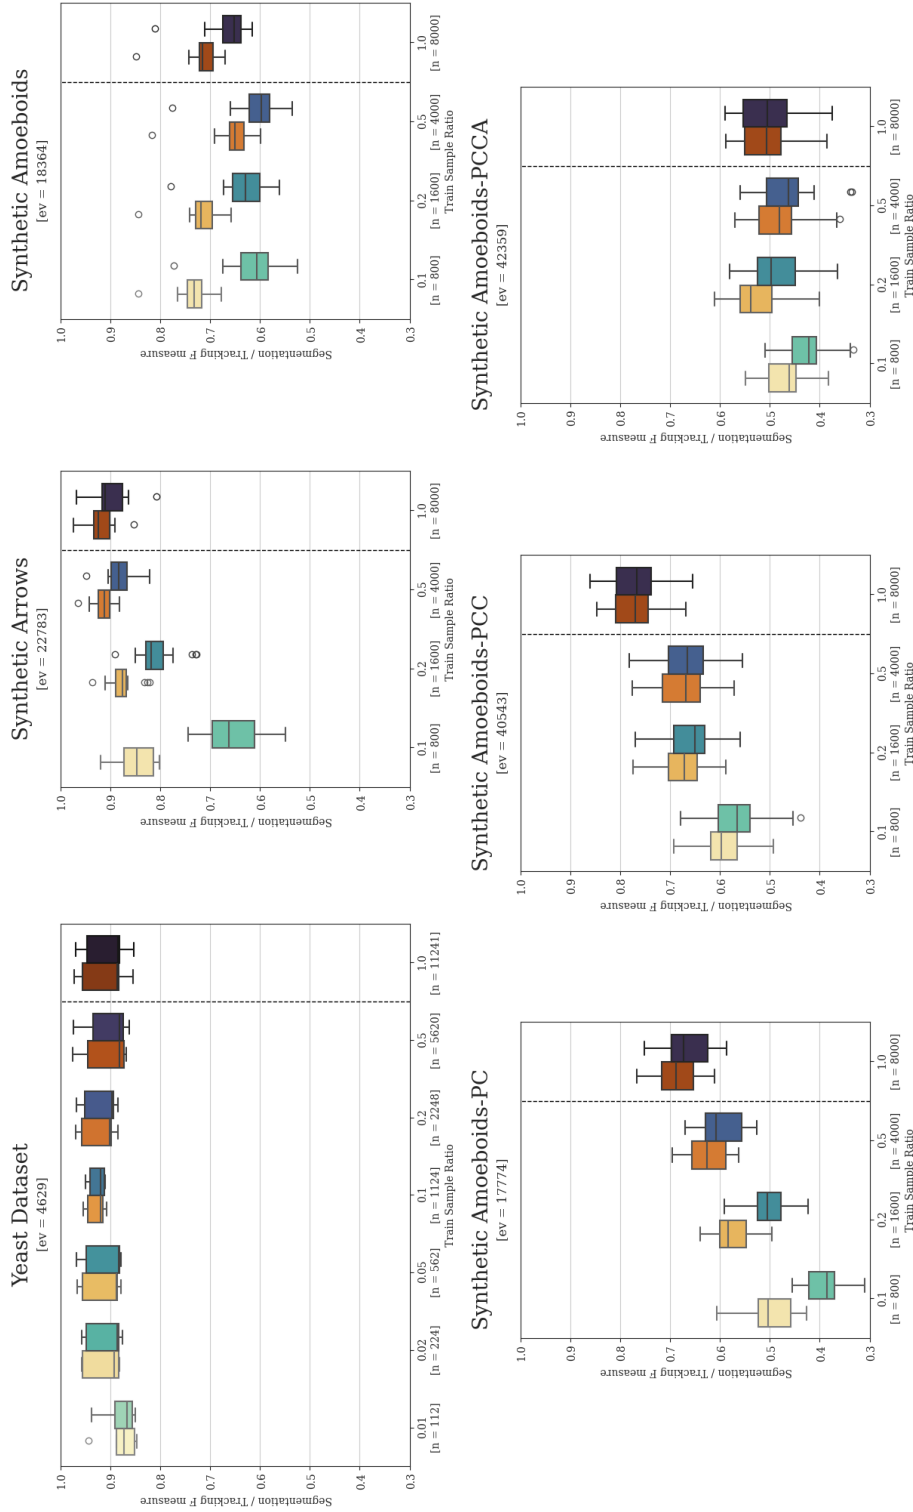 Yeast Dataset
[ev = 4629]
Segmentation / Tracking F measure
1.0
0.9
0.8
0.7
0.6
0.5
0.4
0.3
0.01
[n = 112]
0.02
[n = 224]
0.05
[n = 562]
0.1
[n = 1124]
0.2
[n = 2248]
0.5
[n = 5620]
1.0
[n = 11241]
Train Sample Ratio
Synthetic Arrows
[ev = 22783]
Segmentation / Tracking F measure
1.0
0.9
0.8
0.7
0.6
0.5
0.4
0.3
0.1
[n = 800]
0.2
[n = 1600]
0.5
[n = 4000]
1.0
[n = 8000]
Train Sample Ratio
Synthetic Amoeboids
[ev = 18364]
Segmentation / Tracking F measure
1.0
0.9
0.8
0.7
0.6
0.5
0.4
0.3
0.1
[n = 800]
0.2
[n = 1600]
0.5
[n = 4000]
1.0
[n = 8000]
Train Sample Ratio
Synthetic Amoeboids-PC
[ev = 17774]
Segmentation / Tracking F measure
1.0
0.9
0.8
0.7
0.6
0.5
0.4
0.3
0.1
[n = 800]
0.2
[n = 1600]
0.5
[n = 4000]
1.0
[n = 8000]
Train Sample Ratio
Synthetic Amoeboids-PCC
[ev = 40543]
Segmentation / Tracking F measure
1.0
0.9
0.8
0.7
0.6
0.5
0.4
0.3
0.1
[n = 800]
0.2
[n = 1600]
0.5
[n = 4000]
1.0
[n = 8000]
Train Sample Ratio
Synthetic Amoeboids-PCCA
[ev = 42359]
Segmentation / Tracking F measure
1.0
0.9
0.8
0.7
0.6
0.5
0.4
0.3
0.1
[n = 800]
0.2
[n = 1600]
0.5
[n = 4000]
1.0
[n = 8000]
Train Sample Ratio